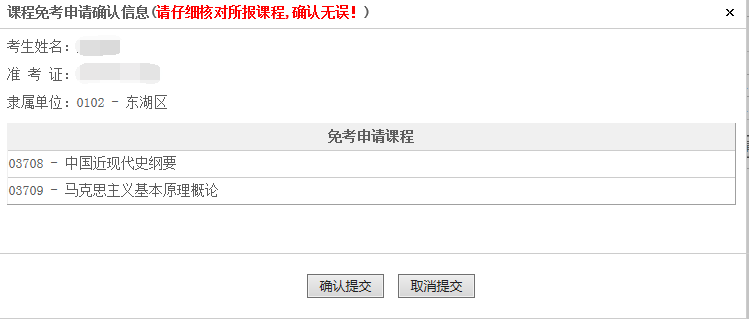 课程免考申请确认信息(请仔细核对所报课程,确认无误!)
考生姓名:
准 考 证:
隶属单位: 0102 - 东湖区
免考申请课程
03708 - 中国近现代史纲要
03709 - 马克思主义基本原理概论
确认提交 取消提交